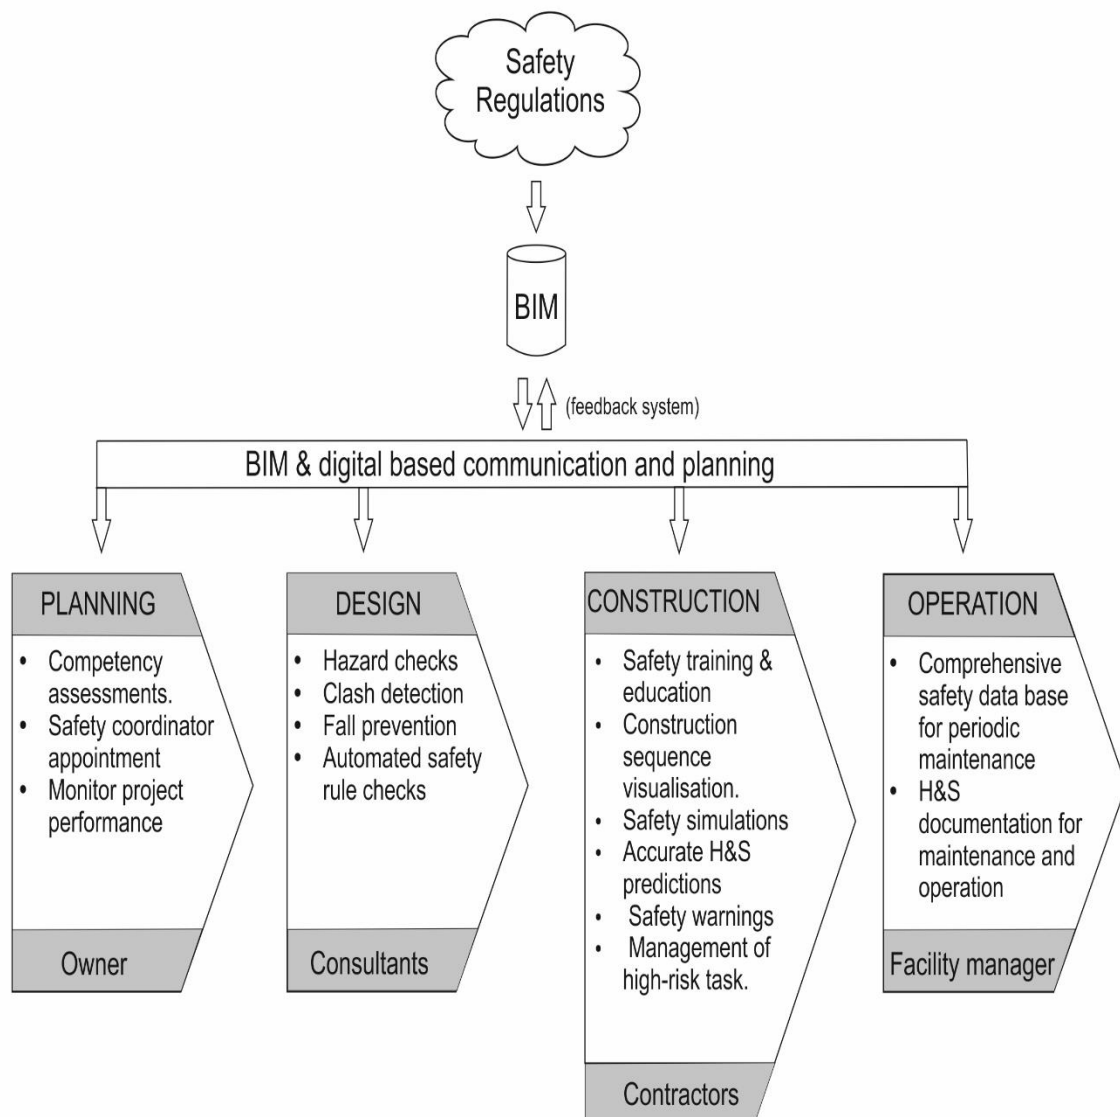 Safety
Regulations
BIM
(feedback system)
BIM & digital based communication and planning
PLANNING
• Competency
assessments.
• Safety coordinator
appointment
• Monitor project
performance
Owner
DESIGN
• Hazard checks
• Clash detection
• Fall prevention
• Automated safety
rule checks
Consultants
CONSTRUCTION
• Safety training &
education
• Construction
sequence
visualisation.
• Safety simulations
• Accurate H&S
predictions
• Safety warnings
• Management of
high-risk task.
Contractors
OPERATION
• Comprehensive
safety data base
for periodic
maintenance
• H&S
documentation for
maintenance and
operation
Facility manager